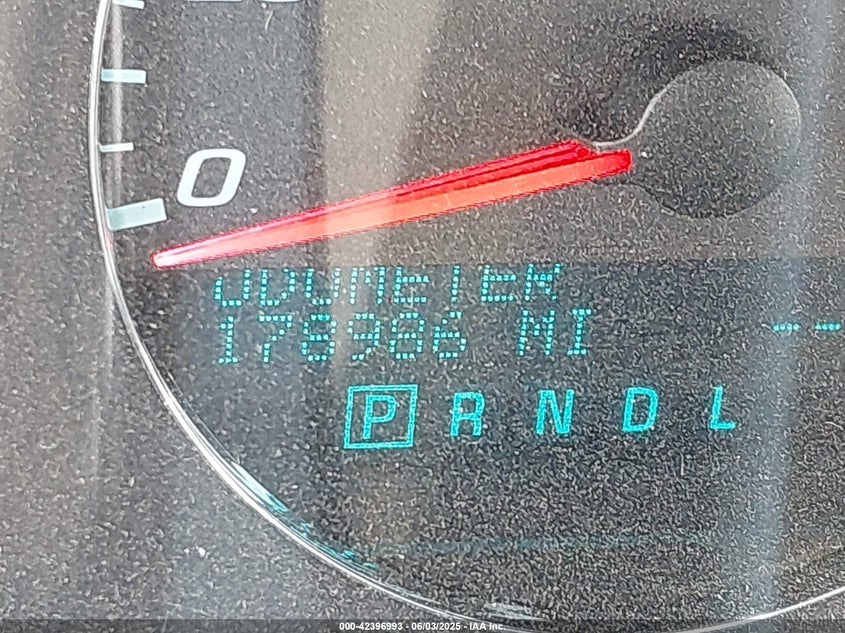 0
ODOMETER
178986 MI --
P R N D L
000-42396993 - 06/03/2025 - IAA Inc.